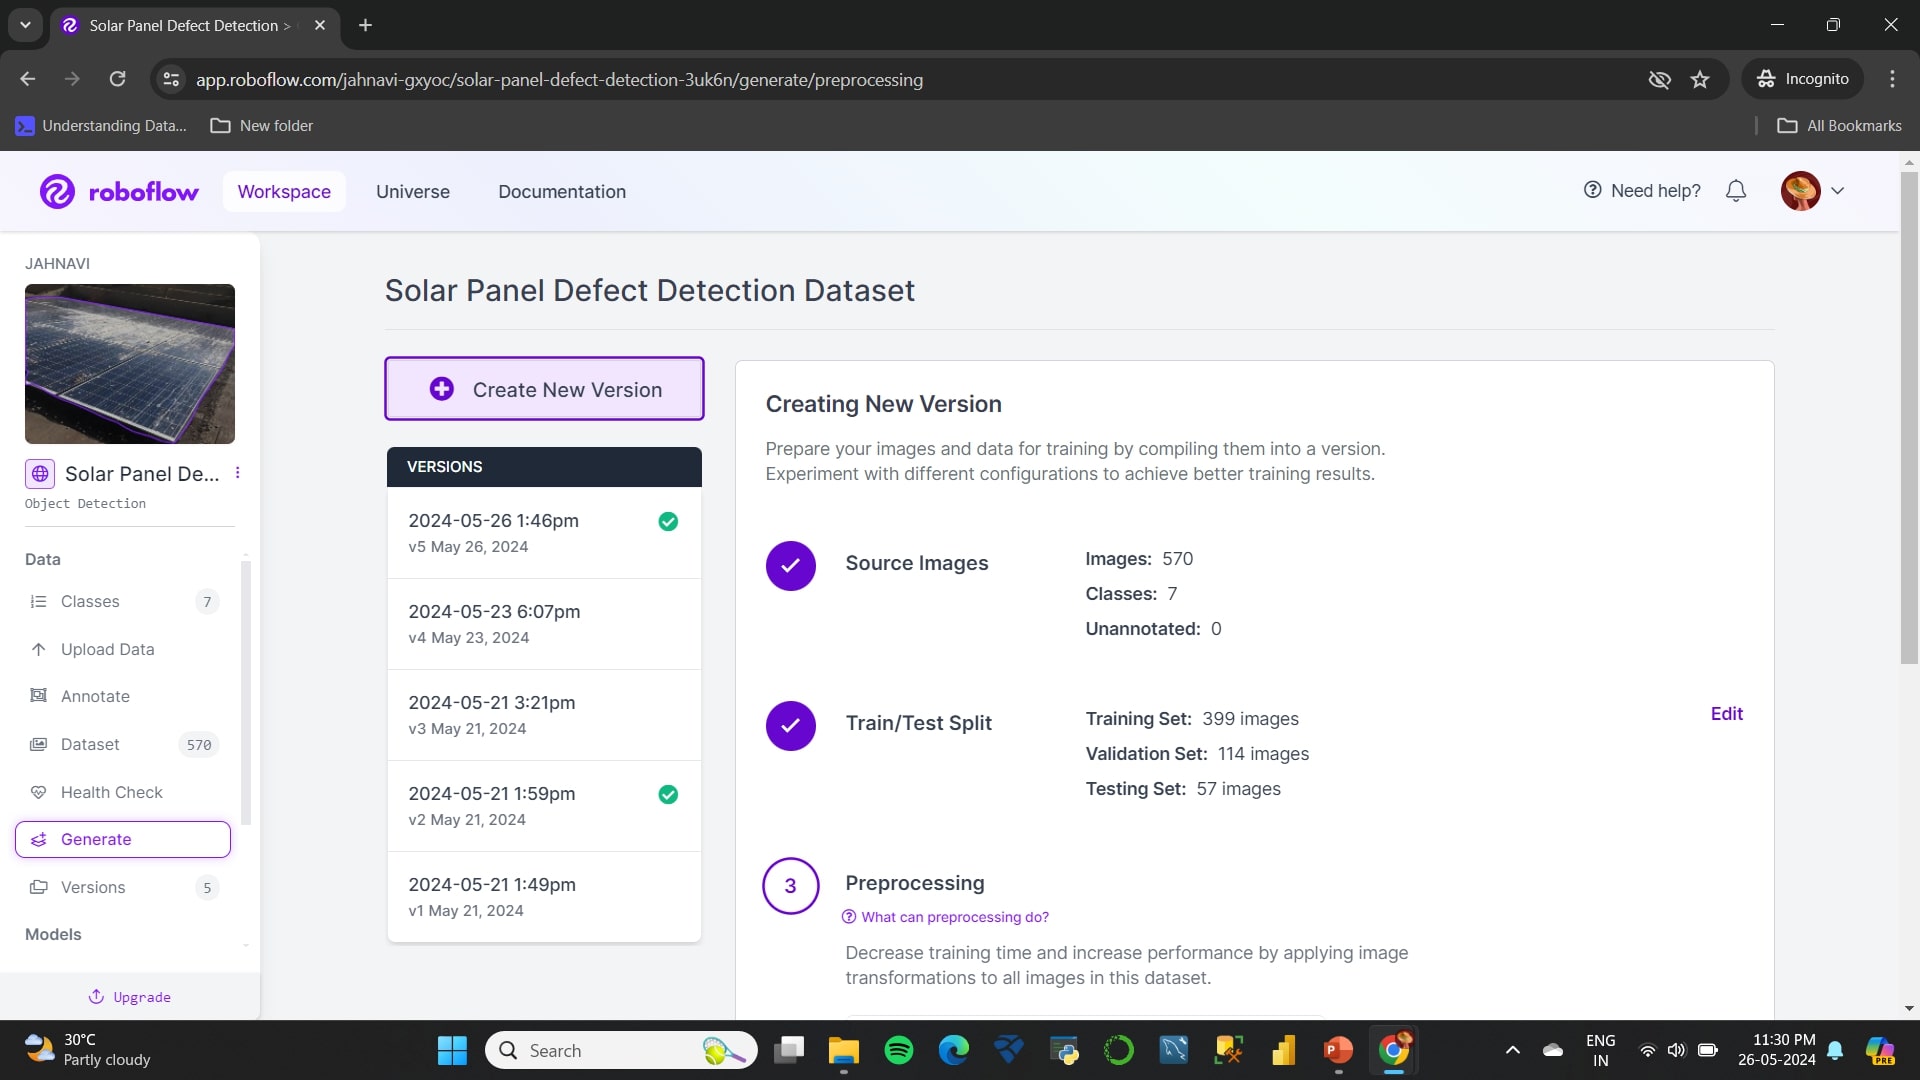 Solar Panel Defect Detection >
app.roboflow.com/jahnavi-gxyoc/solar-panel-defect-detection-3uk6n/generate/preprocessing
Incognito
Understanding Data...
New folder
All Bookmarks
roboflow
Workspace
Universe
Documentation
Need help?
JAHNAVI
Solar Panel De...
Object Detection
Data
Classes 7
Upload Data
Annotate
Dataset 570
Health Check
Generate
Versions 5
Models
Upgrade
Solar Panel Defect Detection Dataset
Create New Version
VERSIONS
2024-05-26 1:46pm
v5 May 26, 2024
2024-05-23 6:07pm
v4 May 23, 2024
2024-05-21 3:21pm
v3 May 21, 2024
2024-05-21 1:59pm
v2 May 21, 2024
2024-05-21 1:49pm
v1 May 21, 2024
Creating New Version
Prepare your images and data for training by compiling them into a version.
Experiment with different configurations to achieve better training results.
Source Images
Images: 570
Classes: 7
Unannotated: 0
Train/Test Split
Training Set: 399 images
Validation Set: 114 images
Testing Set: 57 images
Edit
3
Preprocessing
What can preprocessing do?
Decrease training time and increase performance by applying image
transformations to all images in this dataset.
30°C
Partly cloudy
Search
ENG
IN
11:30 PM
26-05-2024
PRE